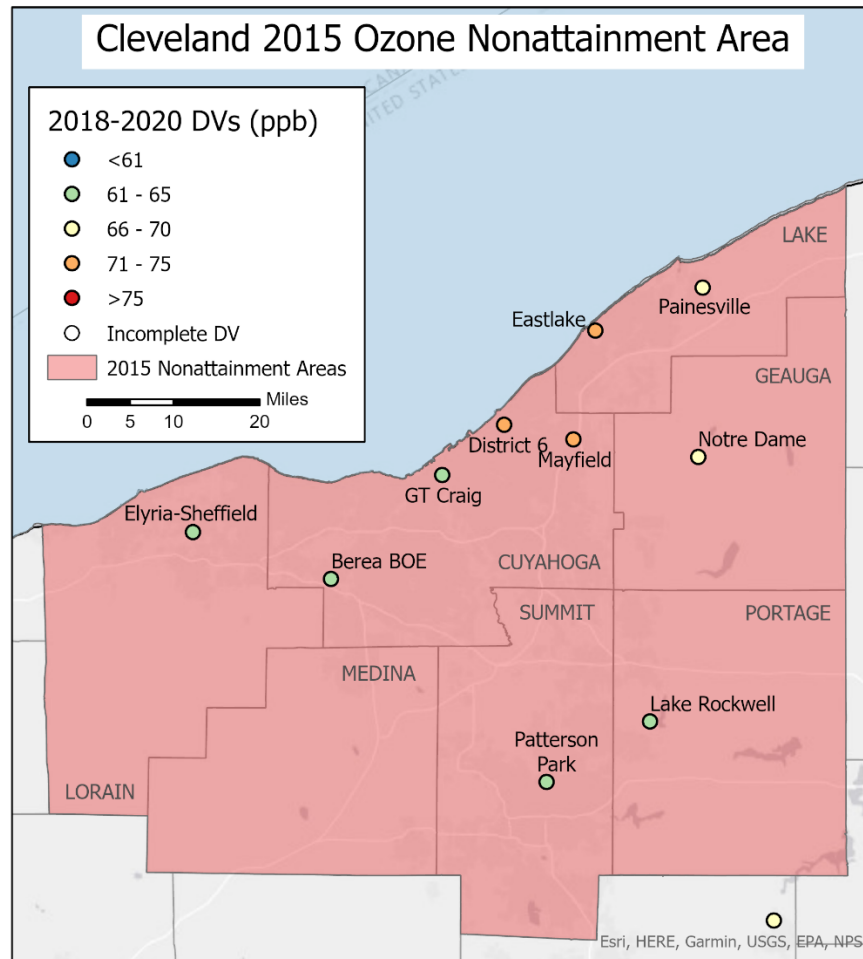 Cleveland 2015 Ozone Nonattainment Area
CAN
UNITED STATES
2018-2020 DVs (ppb)
<61
61 - 65
66 - 70
71 - 75
>75
Incomplete DV
2015 Nonattainment Areas
Miles
0 5 10 20
LAKE
Painesville
Eastlake
GEAUGA
District 6
Mayfield
Notre Dame
GT Craig
Elyria-Sheffield
Berea BOE
CUYAHOGA
SUMMIT
PORTAGE
MEDINA
Lake Rockwell
Patterson
Park
LORAIN
Esri, HERE, Garmin, USGS, EPA, NPS